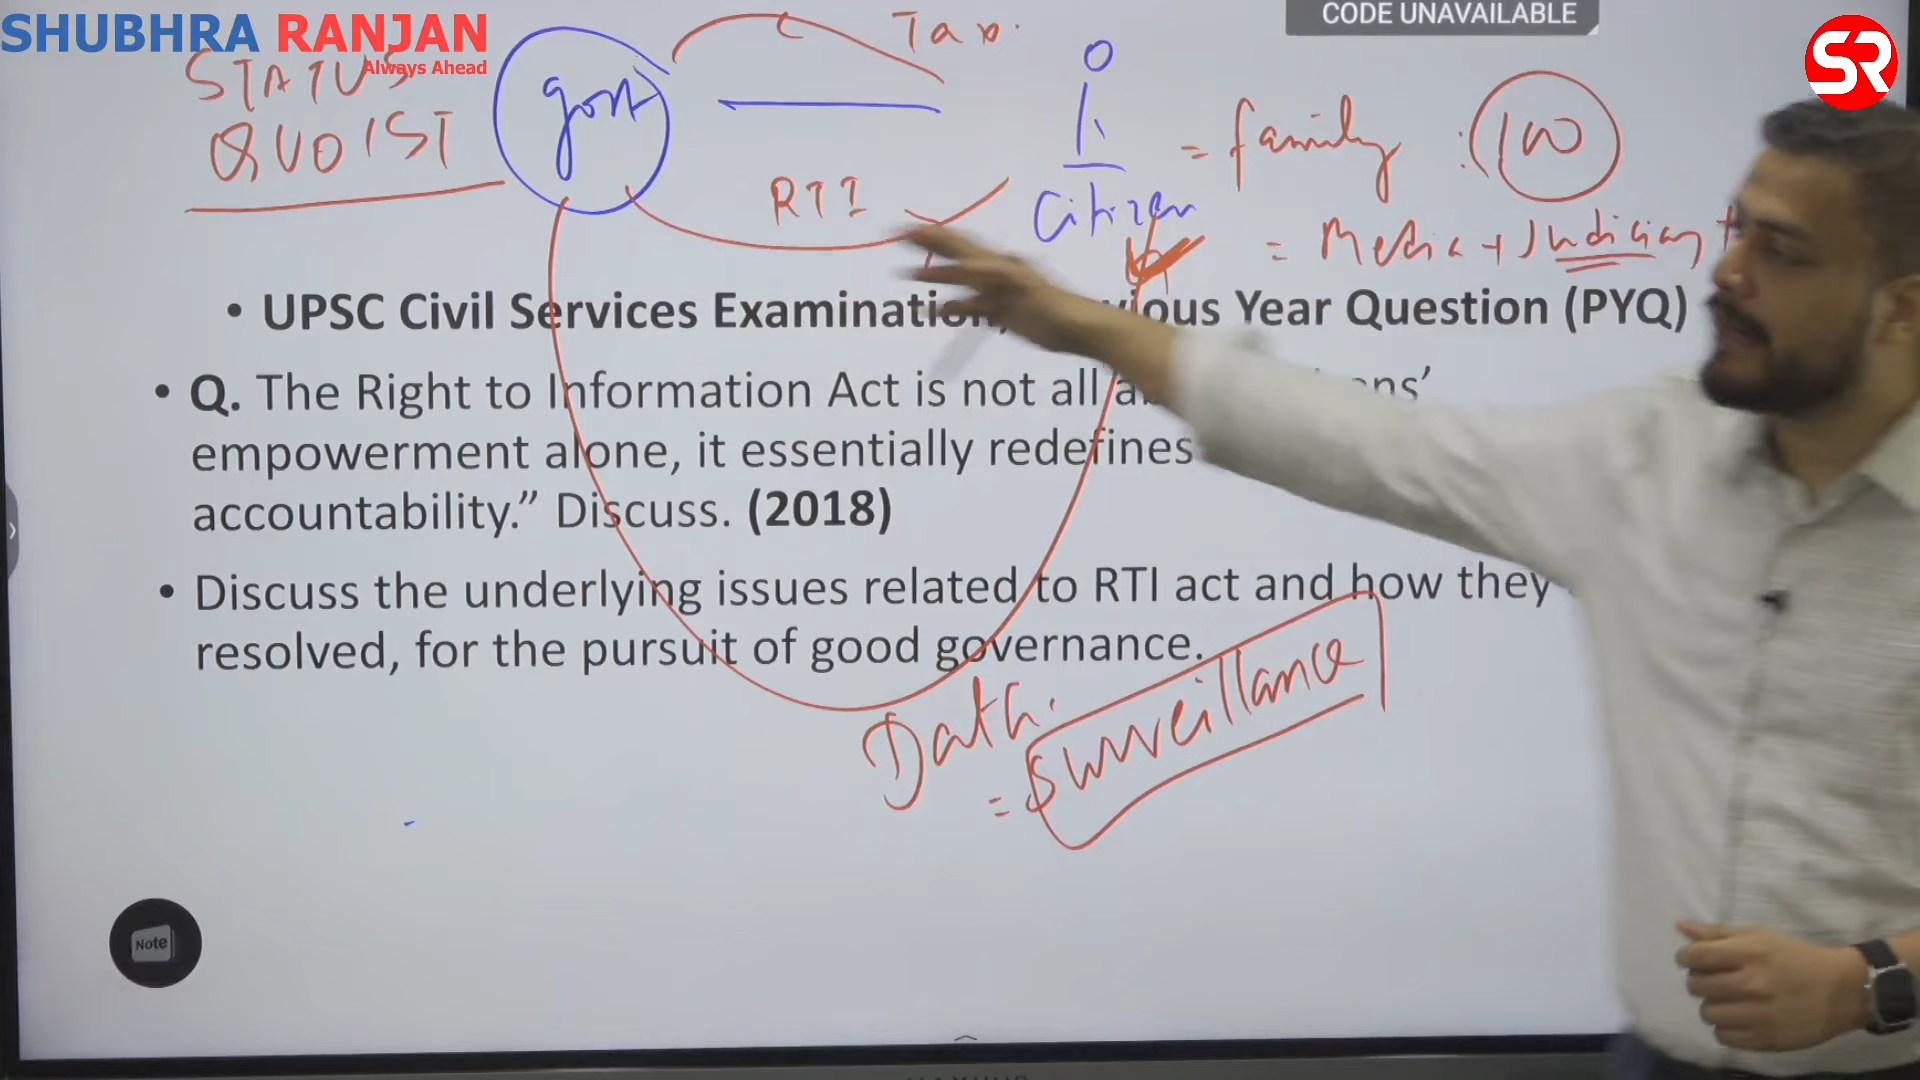 SHUBHRA RANJAN
Always Ahead
CODE UNAVAILABLE
SR
STATUS
QUOIST
govt
Tax.
RTI
Citizen
= family : 100
= Media + Judiciary +
• UPSC Civil Services Examination, ious Year Question (PYQ)
• Q. The Right to Information Act is not all a ns’
empowerment alone, it essentially redefines
accountability.” Discuss. (2018)
• Discuss the underlying issues related to RTI act and how they
resolved, for the pursuit of good governance.
Data.
= Surveillance
Note